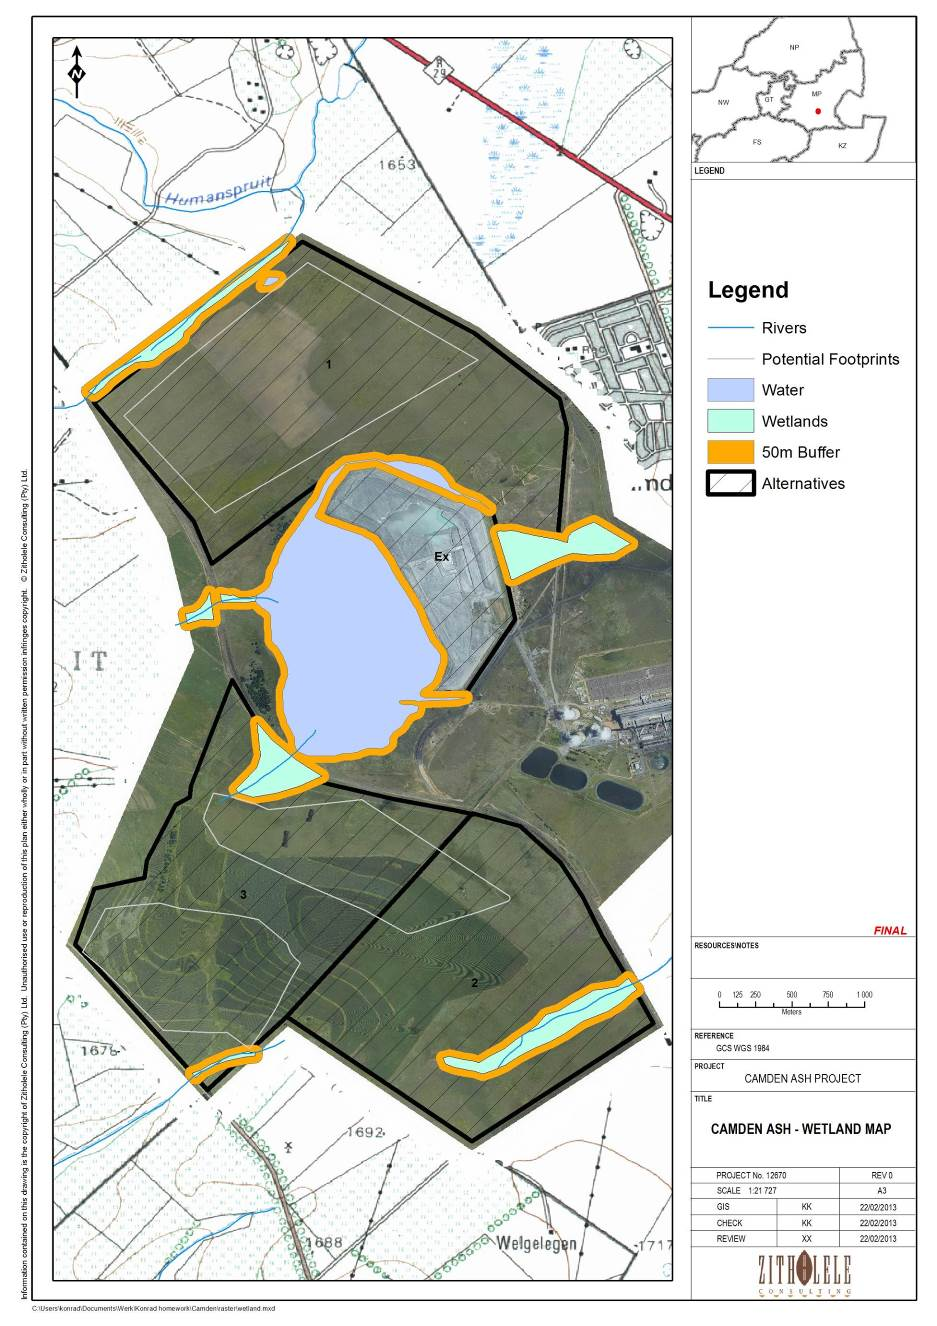 N
R
29
1653
Humanspruit
1
Ex
..nd
I T
2
3
2
1678
1692
1688
Welgelegen
-1717
NP
NW
GT
MP
FS
KZ
LEGEND
Legend
Rivers
Potential Footprints
Water
Wetlands
50m Buffer
Alternatives
FINAL
RESOURCES\NOTES
0 125 250 500 750 1 000
Meters
REFERENCE
GCS WGS 1984
PROJECT
CAMDEN ASH PROJECT
TITLE
CAMDEN ASH - WETLAND MAP
PROJECT No. 12670 REV 0
SCALE 1:21 727 A3
GIS KK 22/02/2013
CHECK KK 22/02/2013
REVIEW XX 22/02/2013
ZITHOLELE
CONSULTING
Information contained on this drawing is the copyright of Zitholele Consulting (Pty) Ltd. Unauthorised use or reproduction of this plan either wholly or in part without written permission infringes copyright. © Zitholele Consulting (Pty) Ltd.
C:\Users\konrad\Documents\Werk\Konrad homework\Camden\raster\wetland.mxd